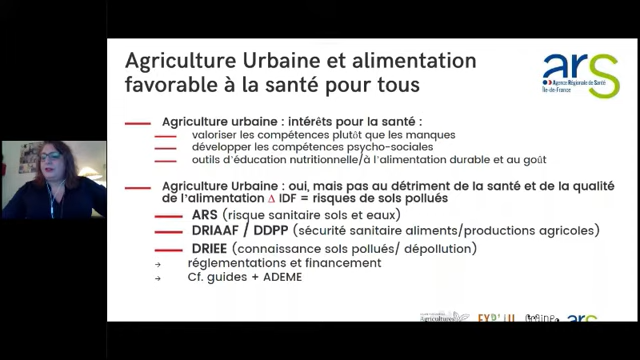 Agriculture Urbaine et alimentation
favorable à la santé pour tous
ars
Agence Régionale de Santé
Île-de-France
Agriculture urbaine : intérêts pour la santé :
valoriser les compétences plutôt que les manques
développer les compétences psycho-sociales
outils d'éducation nutritionnelle/à l'alimentation durable et au goût
Agriculture Urbaine : oui, mais pas au détriment de la santé et de la qualité
de l'alimentation Δ IDF = risques de sols pollués
ARS (risque sanitaire sols et eaux)
DRIAAF / DDPP (sécurité sanitaire aliments/productions agricoles)
DRIEE (connaissance sols pollués/ dépollution)
→ réglementations et financement
→ Cf. guides + ADEME
ars